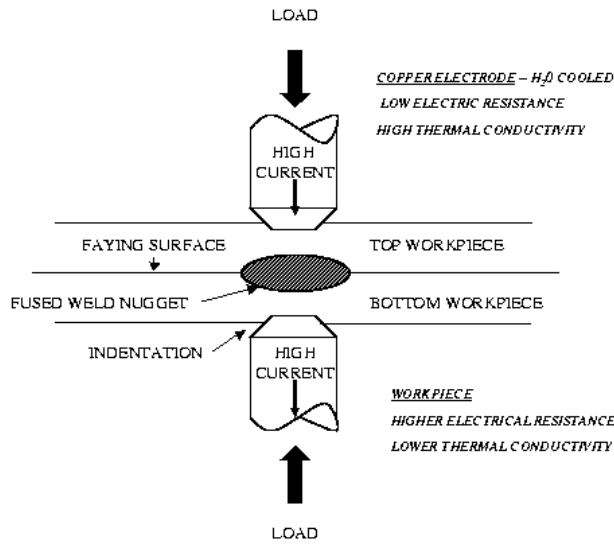 LOAD
COPPER ELECTRODE – H₂O COOLED
LOW ELECTRIC RESISTANCE
HIGH THERMAL CONDUCTIVITY
HIGH
CURRENT
FAYING SURFACE
TOP WORKPIECE
FUSED WELD NUGGET
BOTTOM WORKPIECE
INDENTATION
HIGH
CURRENT
WORKPIECE
HIGHER ELECTRICAL RESISTANCE
LOWER THERMAL CONDUCTIVITY
LOAD